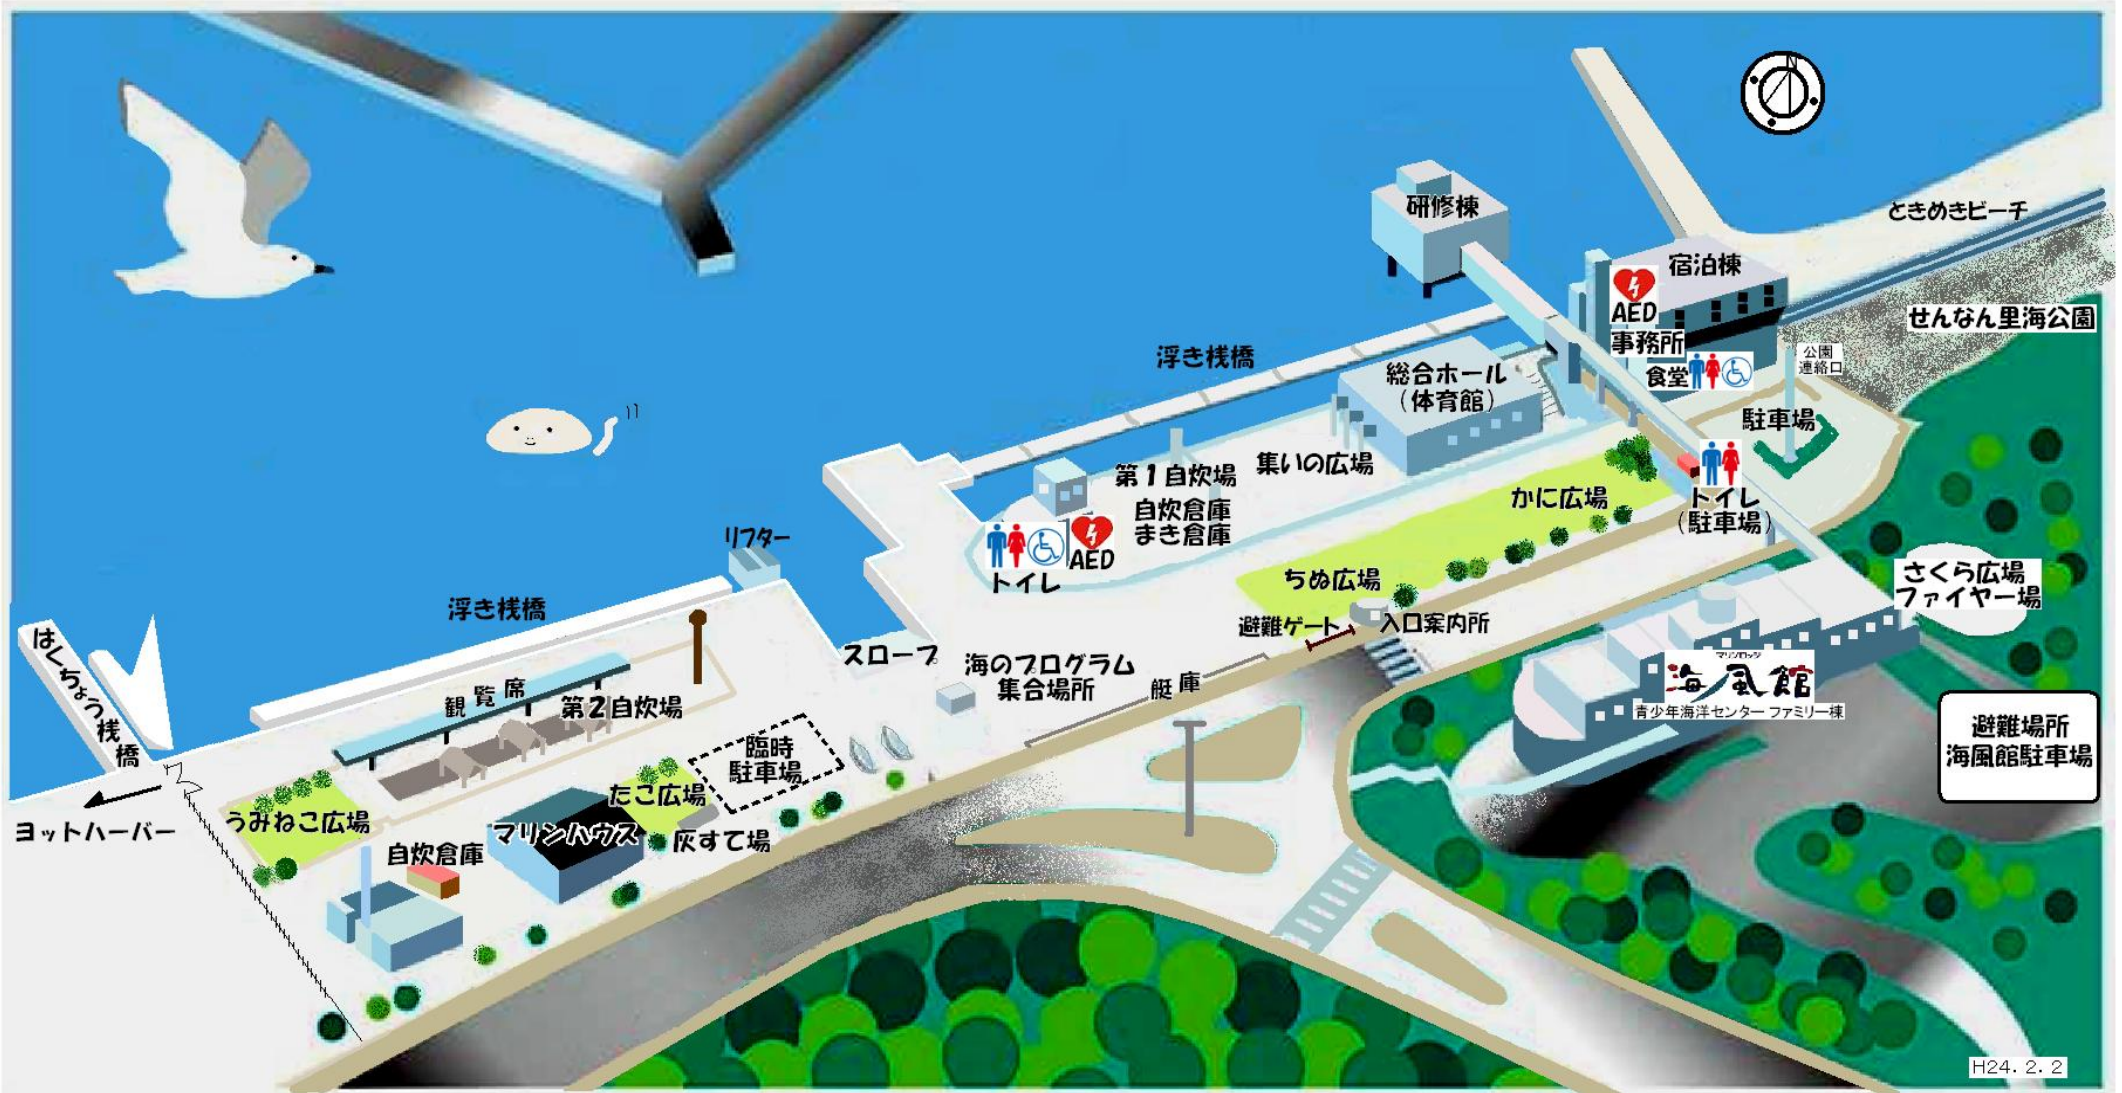 N
研修棟
ときめきビーチ
宿泊棟
AED
事務所
食堂
せんなん里海公園
公園
連絡口
浮き桟橋
総合ホール
(体育館)
駐車場
第1自炊場
自炊倉庫
まき倉庫
集いの広場
かに広場
トイレ
(駐車場)
リフター
AED
トイレ
ちぬ広場
さくら広場
ファイヤー場
浮き桟橋
避難ゲート
入口案内所
はしちょう桟橋
スロープ
海のプログラム
集合場所
艇庫
マリンロッジ
海風館
青少年海洋センター ファミリー棟
観覧席
第2自炊場
臨時
駐車場
避難場所
海風館駐車場
たこ広場
うみねこ広場
ヨットハーバー
マリンハウス
灰すて場
自炊倉庫
H24.2.2